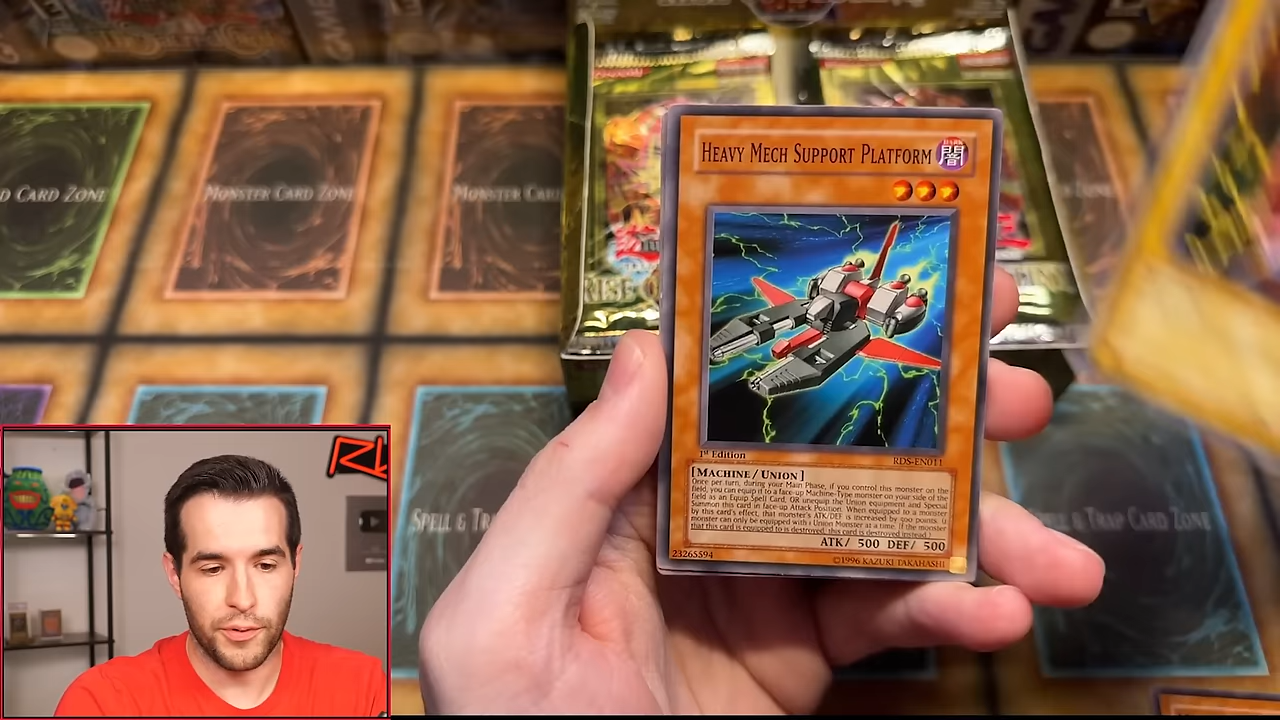 D CARD ZONE
MONSTER CARD ZONE
MONSTER CAR
RISE O
HEAVY MECH SUPPORT PLATFORM
DARK
闇
1st Edition
RDS-EN011
[MACHINE / UNION]
Once per turn, during your Main Phase, if you control this monster on the
field, you can equip it to a face-up Machine-Type monster on your side of the
field as an Equip Spell Card, OR unequip the Union equipment and Special
Summon this card in face-up Attack Position. When equipped to a monster
by this card's effect, that monster's ATK/DEF is increased by 500 points. (1
monster can only be equipped with 1 Union Monster at a time. If the monster
that this card is equipped to is destroyed, this card is destroyed instead.)
ATK/ 500 DEF/ 500
23265594
©1996 KAZUKI TAKAHASHI
SPELL & TRA
& TRAP CARD ZONE
RU